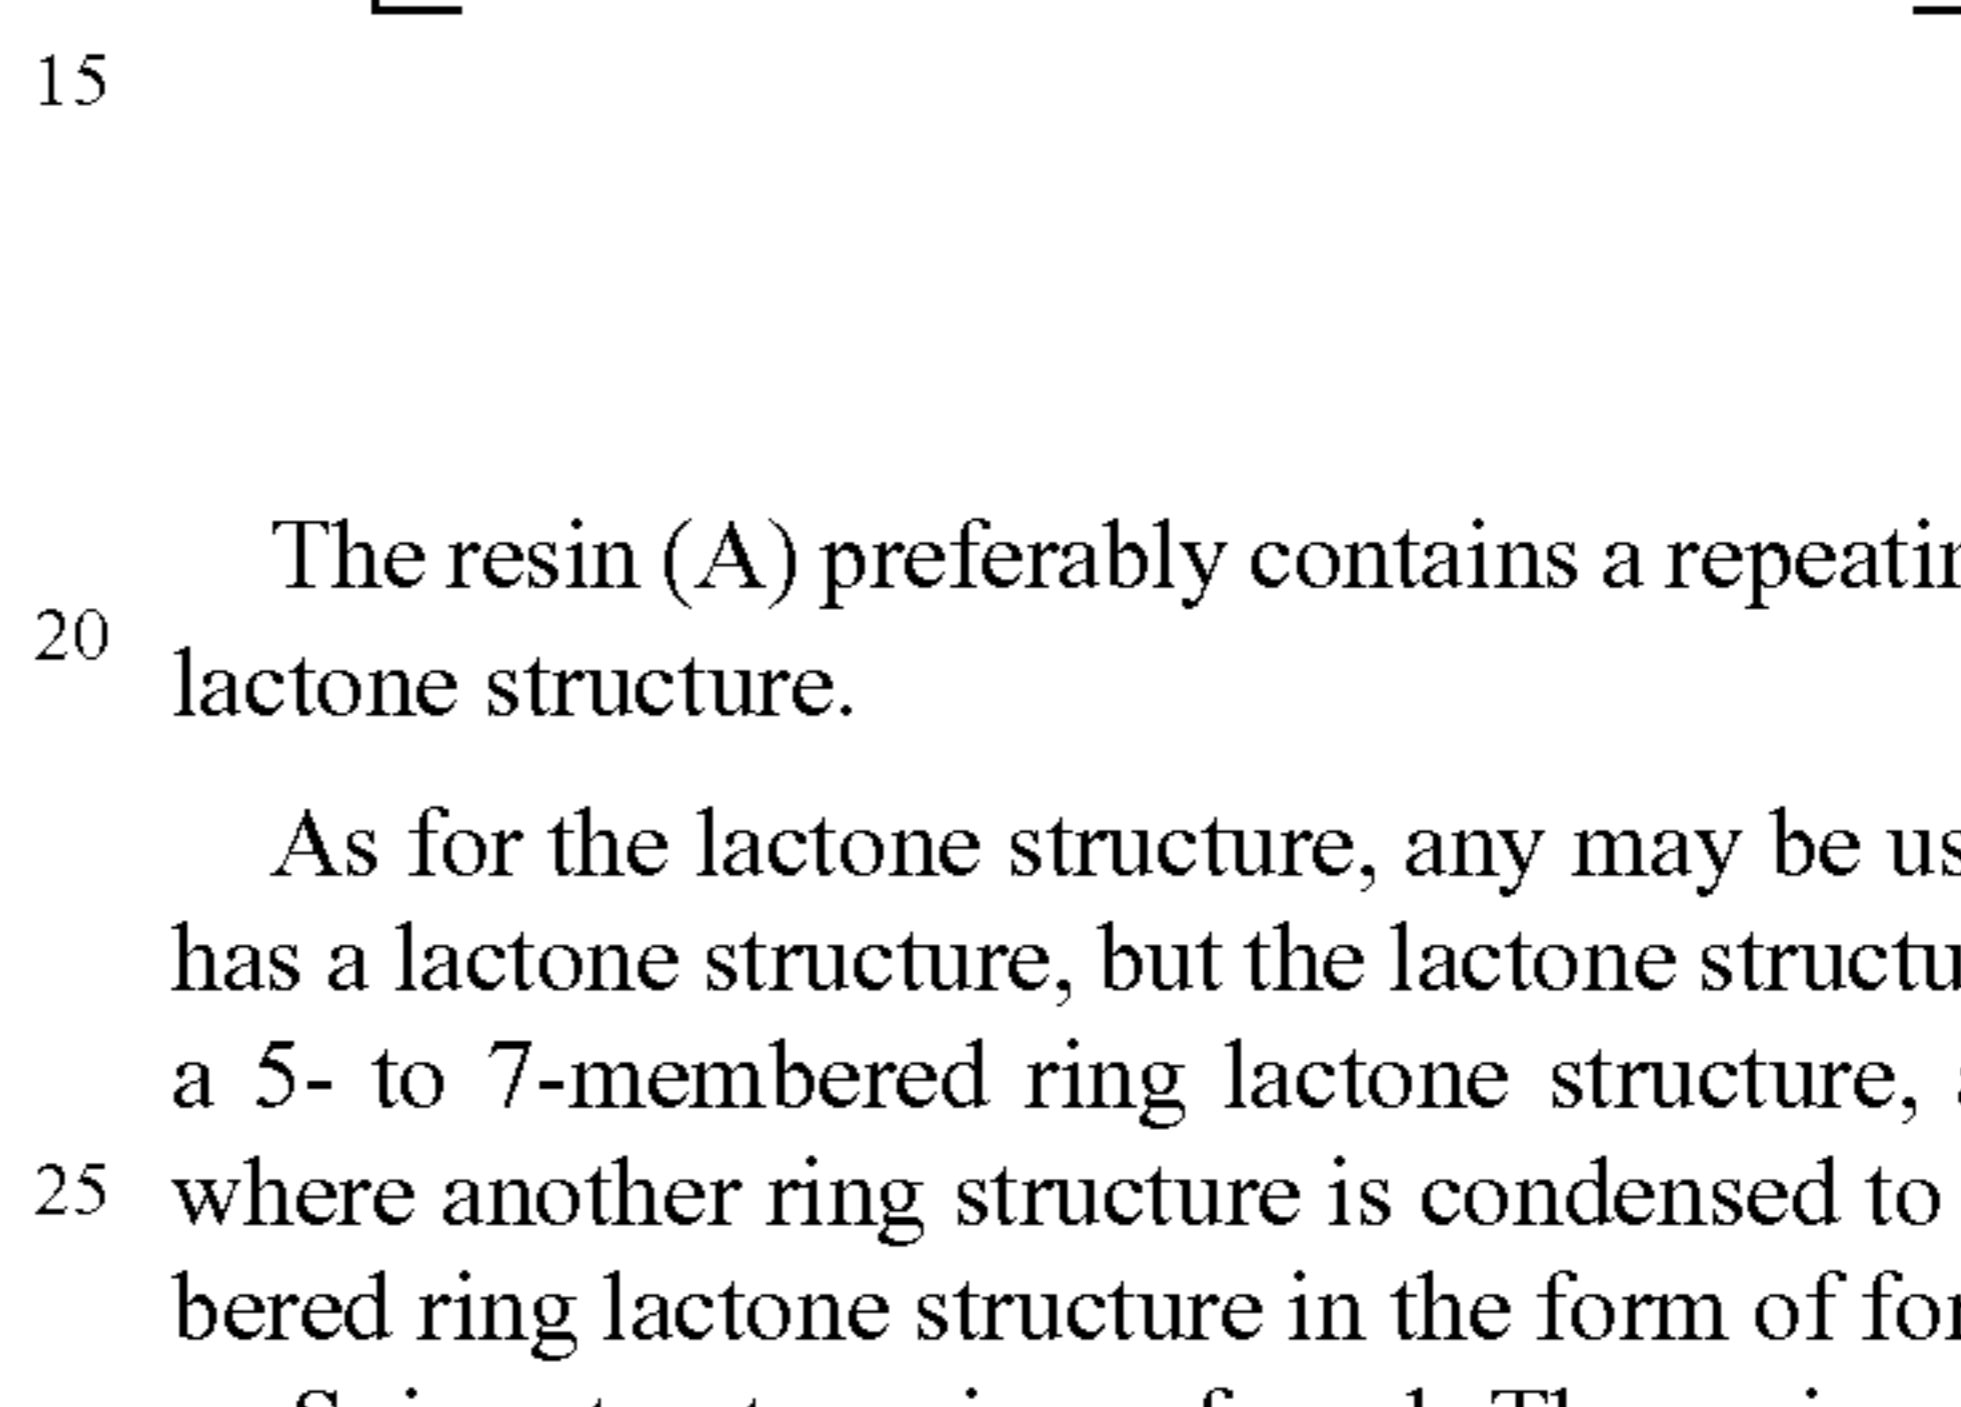 15
The resin (A) preferably contains a repeatin
20
lactone structure.
As for the lactone structure, any may be us
has a lactone structure, but the lactone structu
a 5- to 7-membered ring lactone structure,
25 where another ring structure is condensed to
bered ring lactone structure in the form of for